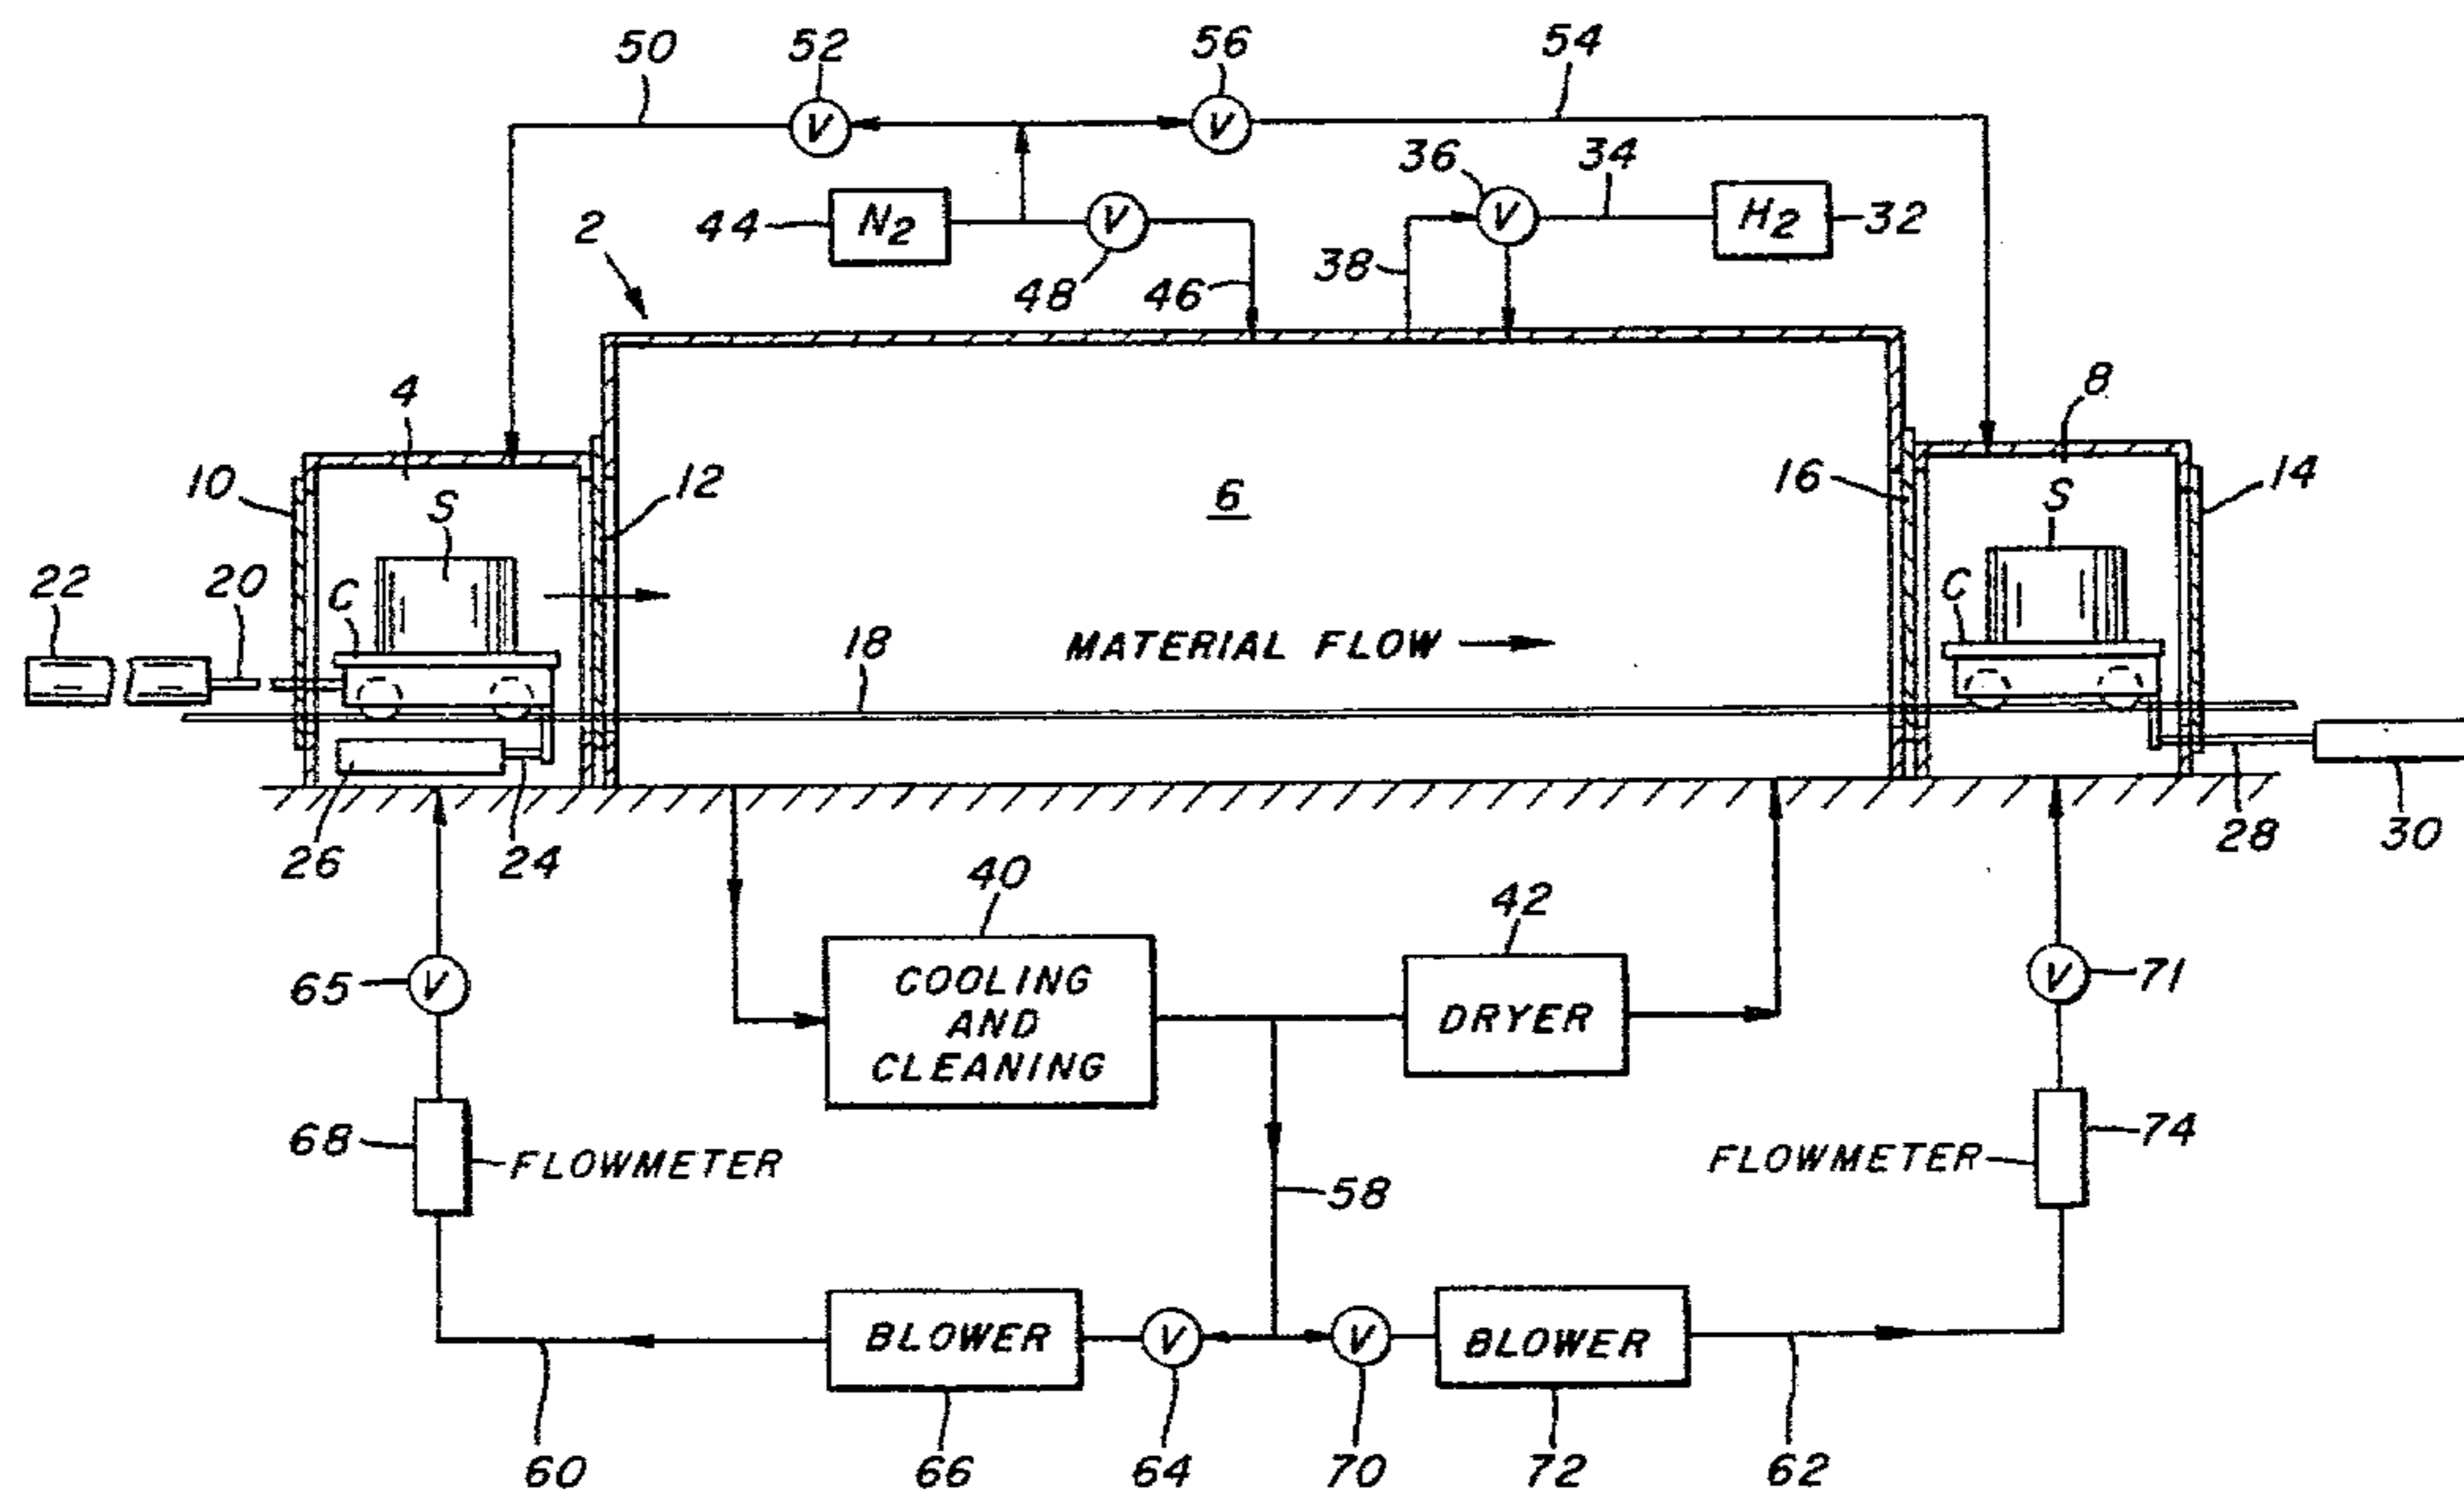 50
52
56
54
36
34
2
44
N2
V
V
V
V
H2
32
48
46
38
4
8
10
S
12
6
16
S
14
22
20
C
C
18
MATERIAL FLOW
26
24
28
30
40
42
65
V
COOLING
AND
CLEANING
DRYER
V
71
68
FLOWMETER
FLOWMETER
74
58
BLOWER
V
V
BLOWER
60
66
64
70
72
62